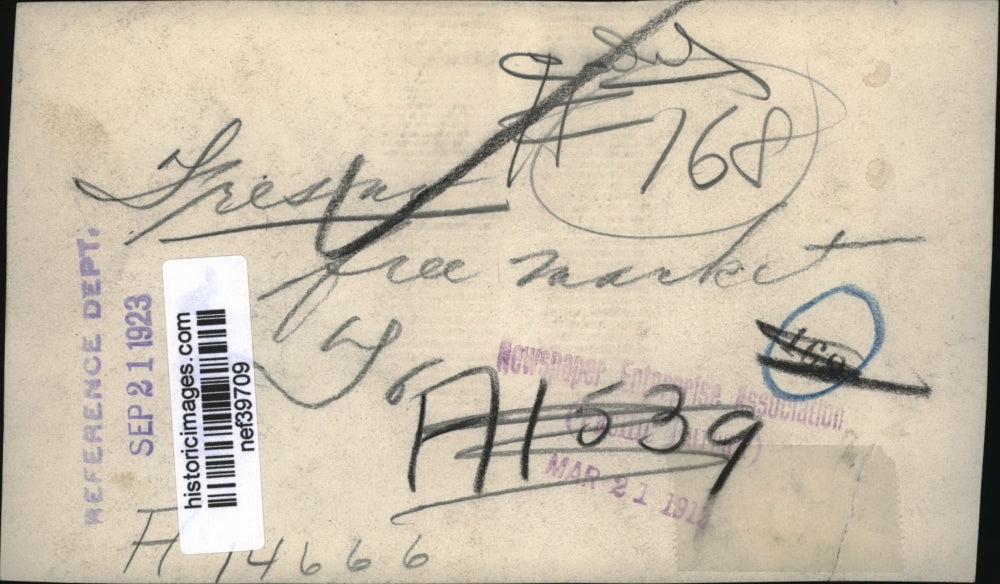 # 768
Fresno
free market
REFERENCE DEPT.
SEP 21 1923
historicimages.com
nef39709
Newspaper Enterprise Association
MAR 21 191
A1539
H 14666